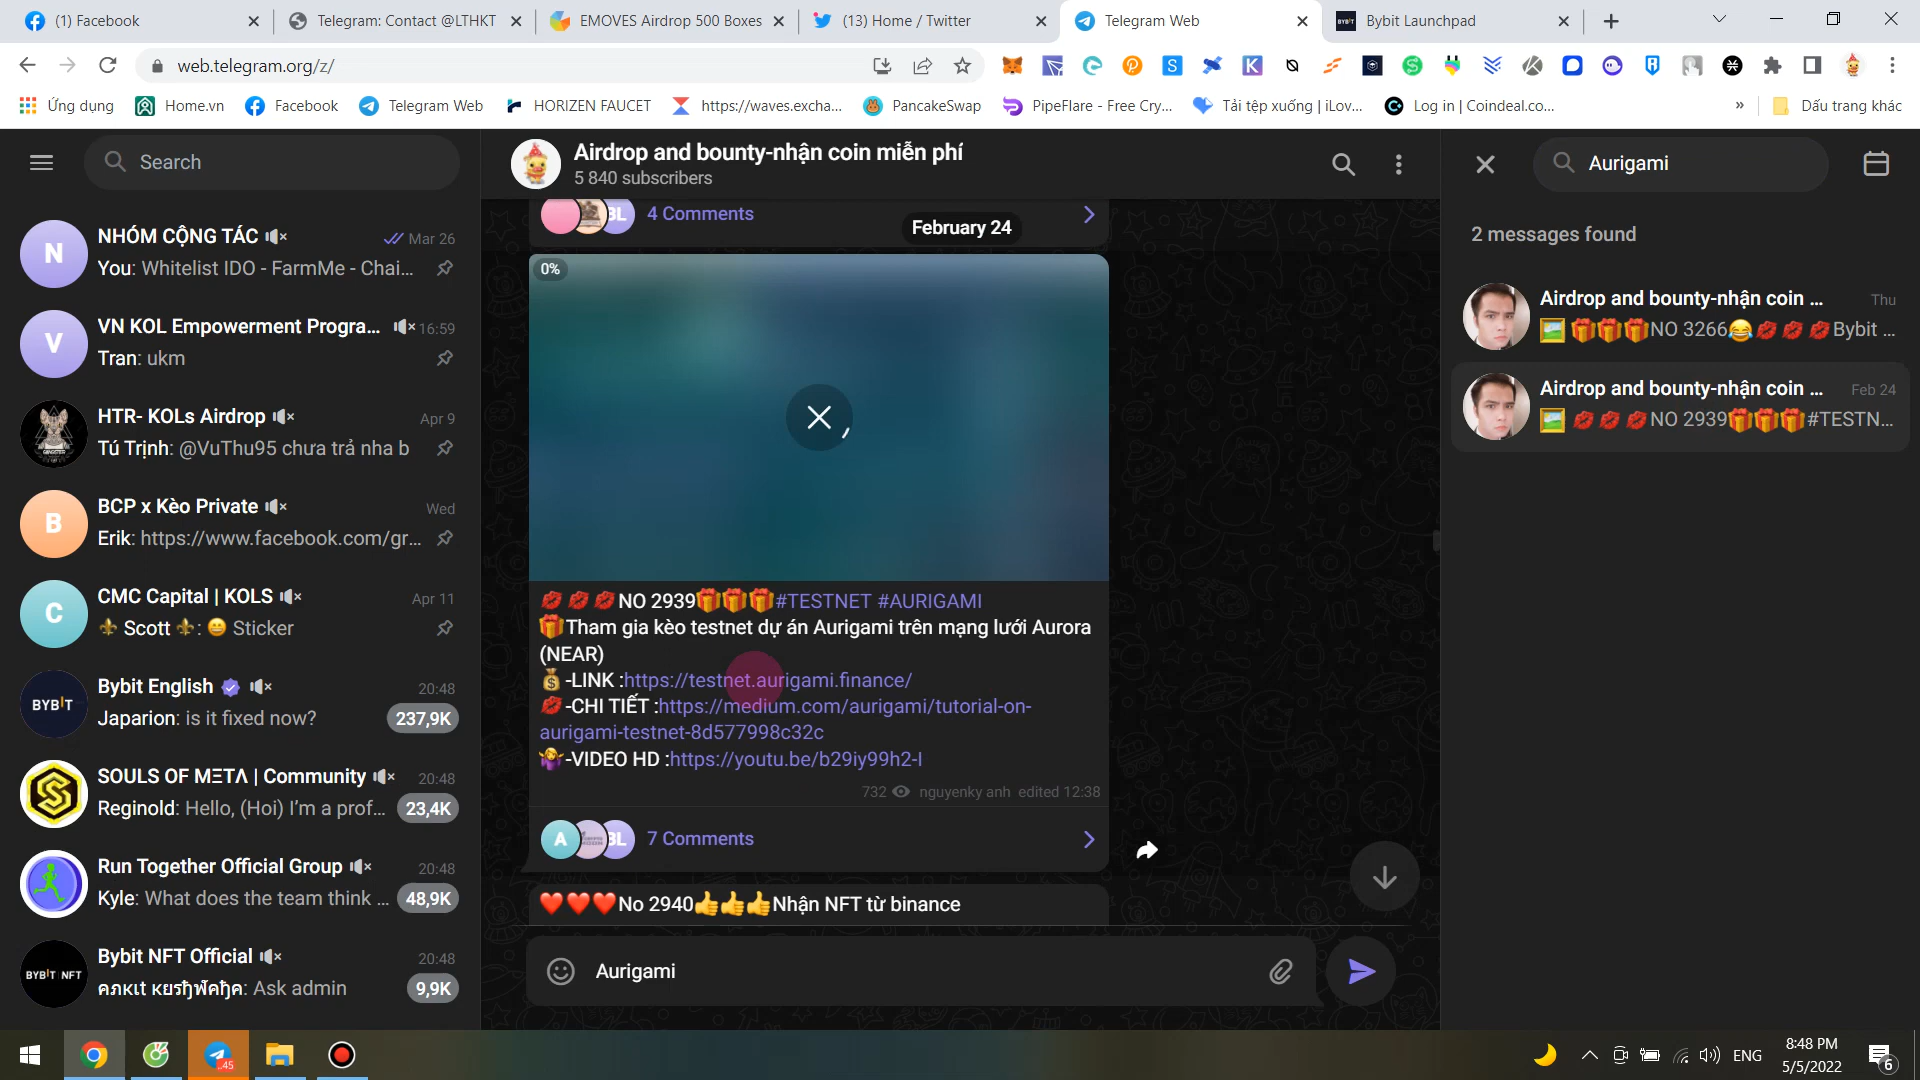 (1) Facebook
Telegram: Contact @LTHKT
EMOVES Airdrop 500 Boxes
(13) Home / Twitter
Telegram Web
Bybit Launchpad
web.telegram.org/z/
Ứng dụng
Home.vn
Facebook
Telegram Web
HORIZEN FAUCET
https://waves.excha...
PancakeSwap
PipeFlare - Free Cry...
Tải tệp xuống | iLov...
Log in | Coindeal.co...
»
Dấu trang khác
Search
N
NHÓM CỘNG TÁC
Mar 26
You: Whitelist IDO - FarmMe - Chai...
V
VN KOL Empowerment Progra...
16:59
Tran: ukm
HTR- KOLs Airdrop
Apr 9
Tú Trịnh: @VuThu95 chưa trả nha b
B
BCP x Kèo Private
Wed
Erik: https://www.facebook.com/gr...
C
CMC Capital | KOLS
Apr 11
⚜️ Scott ⚜️: 😀 Sticker
BYBIT
Bybit English
20:48
Japarion: is it fixed now?
237,9K
SOULS OF MΞTΛ | Community
20:48
Reginold: Hello, (Hoi) I'm a prof...
23,4K
Run Together Official Group
20:48
Kyle: What does the team think ...
48,9K
BYBIT NFT
Bybit NFT Official
20:48
Ask admin
9,9K
Airdrop and bounty-nhận coin miễn phí
5 840 subscribers
BL
4 Comments
February 24
0%
💋💋💋NO 2939🎁🎁🎁#TESTNET #AURIGAMI
🎁Tham gia kèo testnet dự án Aurigami trên mạng lưới Aurora
(NEAR)
💰-LINK :https://testnet.aurigami.finance/
💋-CHI TIẾT :https://medium.com/aurigami/tutorial-on-
aurigami-testnet-8d577998c32c
🤷‍♀️-VIDEO HD :https://youtu.be/b29iy99h2-I
732 nguyenky anh edited 12:38
A
BL
7 Comments
❤️❤️❤️No 2940👍👍👍Nhận NFT từ binance
Aurigami
Aurigami
2 messages found
Airdrop and bounty-nhận coin ...
Thu
🖼️ 🎁🎁🎁NO 3266😂💋💋💋Bybit ...
Airdrop and bounty-nhận coin ...
Feb 24
🖼️ 💋💋💋NO 2939🎁🎁🎁#TESTN...
45
ENG
8:48 PM
5/5/2022
6